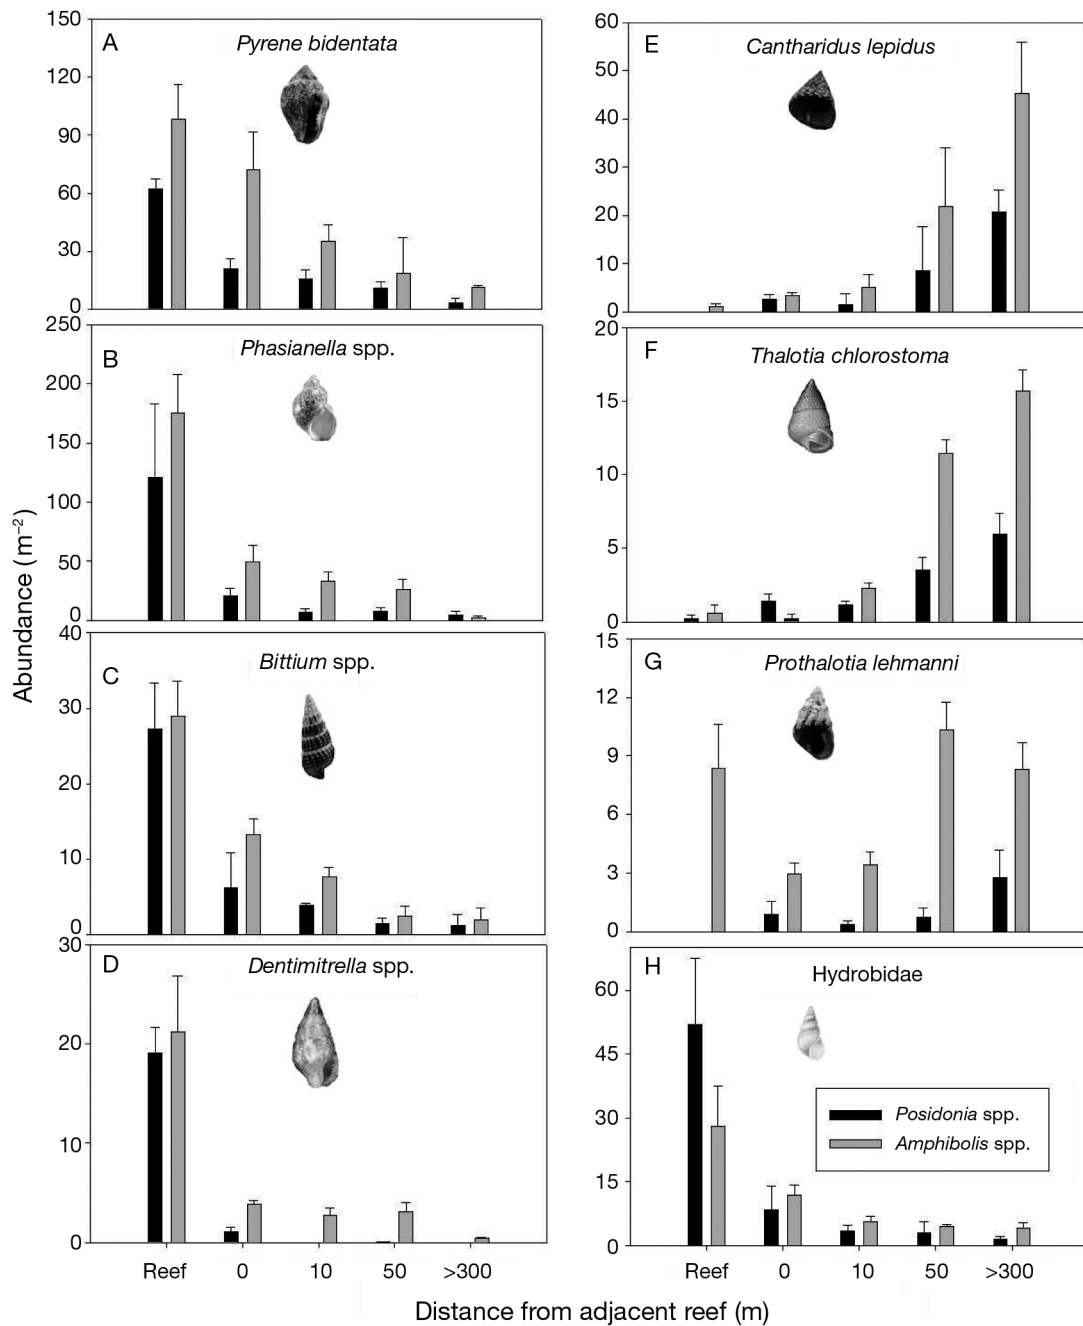 A
Pyrene bidentata
150
120
90
60
30
0
B
Phasianella spp.
250
200
150
100
50
0
C
Bittium spp.
40
30
20
10
0
D
Dentimitrella spp.
30
20
10
0
Reef 0 10 50 >300
E
Cantharidus lepidus
60
50
40
30
20
10
0
F
Thalotia chlorostoma
20
15
10
5
0
G
Prothalotia lehmanni
15
12
9
6
3
0
H
Hydrobidae
60
45
30
15
0
Posidonia spp.
Amphibolis spp.
Reef 0 10 50 >300
Abundance (m⁻²)
Distance from adjacent reef (m)